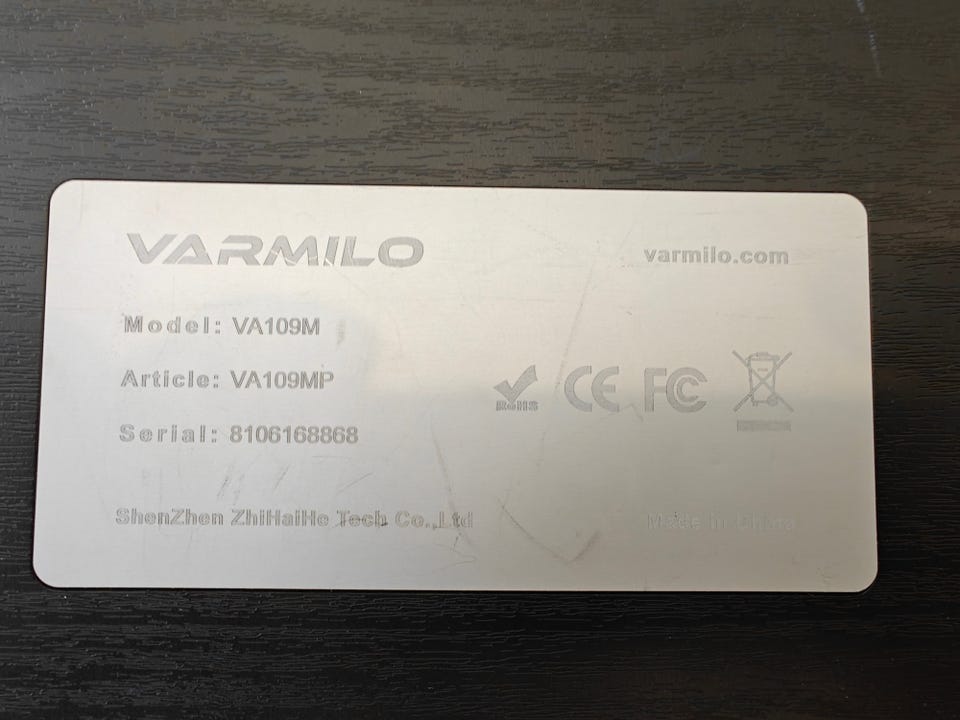 VARMILO
varmilo.com
Model: VA109M
Article: VA109MP
Serial: 8106168868
RoHS CE FC
ShenZhen ZhiHaiHe Tech Co.,Ltd
Made in China